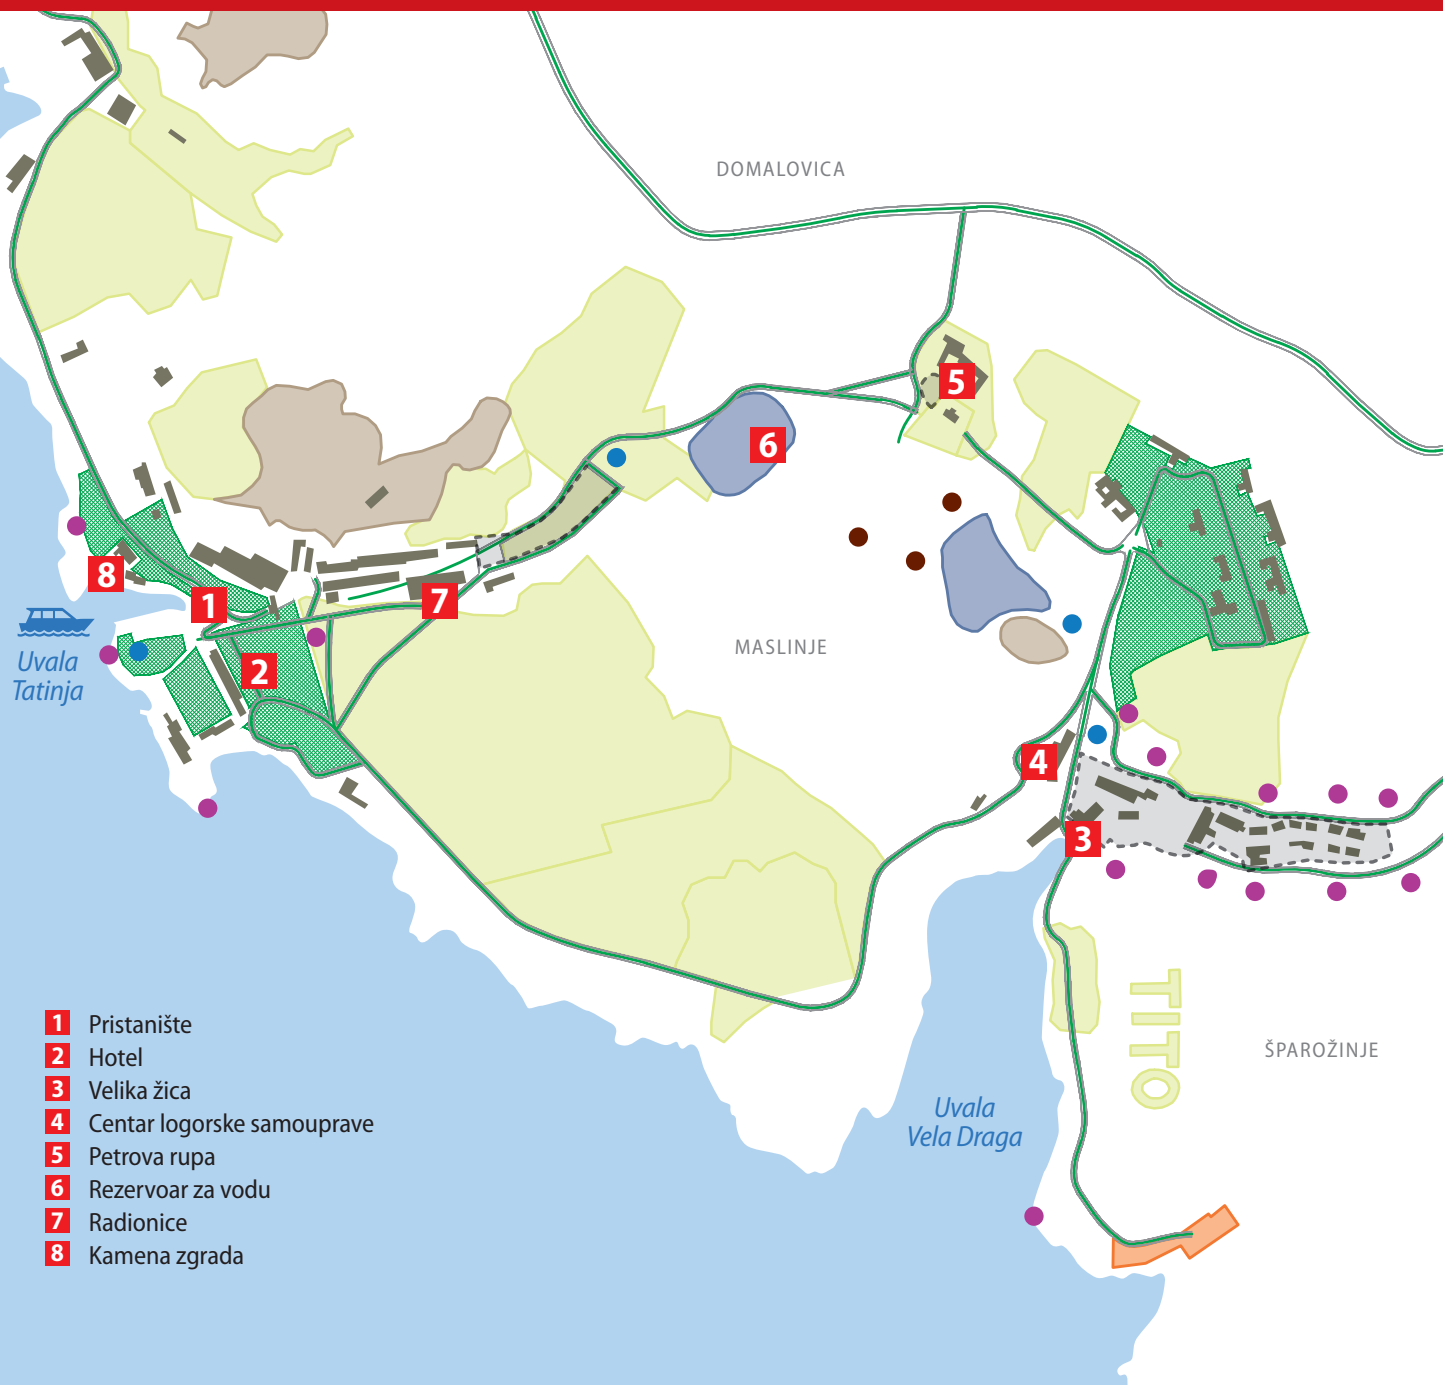 DOMALOVICA
5
6
8
1
7
2
MASLINJE
Uvala
Tatinja
4
3
TITO
ŠPAROŽINJE
Uvala
Vela Draga
1 Pristanište
2 Hotel
3 Velika žica
4 Centar logorske samouprave
5 Petrova rupa
6 Rezervoar za vodu
7 Radionice
8 Kamena zgrada